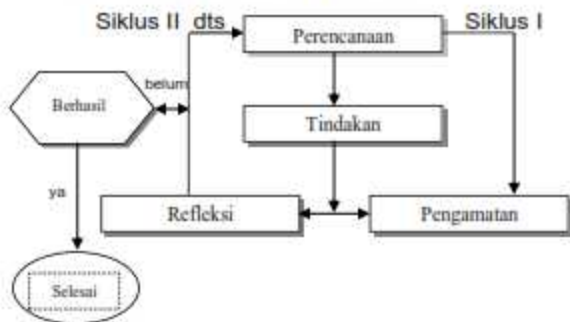 Siklus II dts
Siklus I
Perencanaan
belum
Berhasil
Tindakan
ya
Refleksi
Pengamatan
Selesai